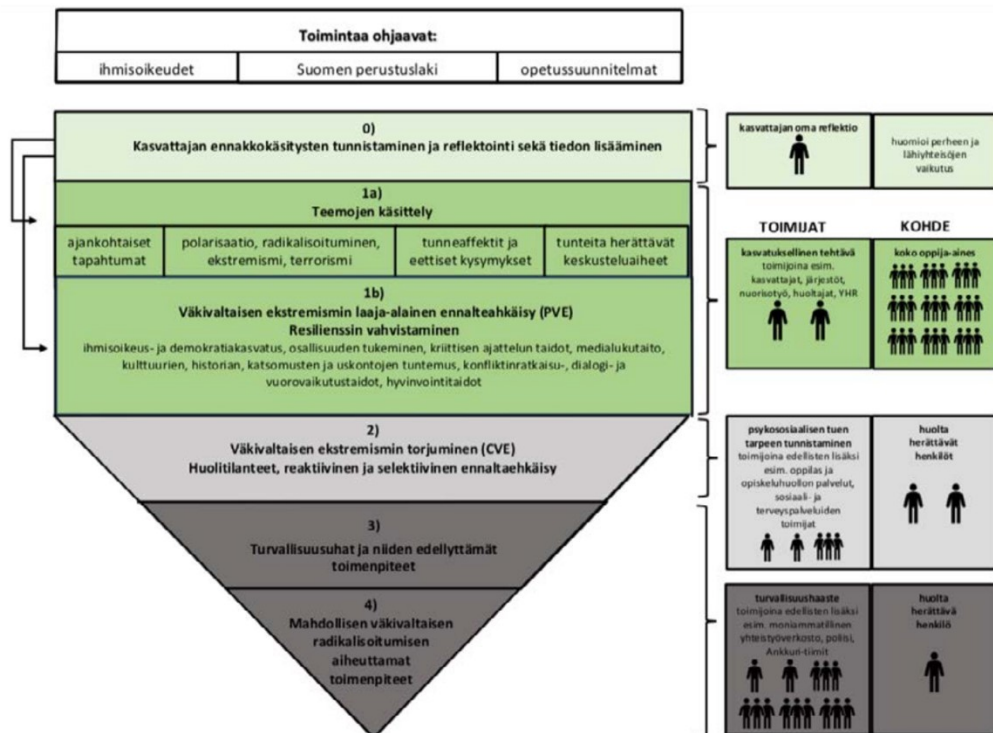 Toimintaa ohjaavat:
ihmisoikeudet
Suomen perustuslaki
opetussuunnitelmat
0)
Kasvattajan ennakkokäsitysten tunnistaminen ja reflektointi sekä tiedon lisääminen
kasvattajan oma reflektio
huomioi perheen ja
lähiyhteisöjen
vaikutus
1a)
Teemojen käsittely
ajankohtaiset
tapahtumat
polarisaatio, radikalisoituminen,
ekstremismi, terrorismi
tunneaffektit ja
eettiset kysymykset
tunteita herättävät
keskusteluaiheet
1b)
Väkivaltaisen ekstremismin laaja-alainen ennalteahkäisy (PVE)
Resilienssin vahvistaminen
ihmisoikeus- ja demokratiakasvatus, osallisuuden tukeminen, kriittisen ajattelun taidot, medialukutaito,
kulttuurien, historian, katsomusten ja uskontojen tuntemus, konfliktinratkaisu-, dialogi- ja
vuorovaikutustaidot, hyvinvointitaidot
TOIMIJAT
KOHDE
kasvatuksellinen tehtävä
toimijoina esim.
kasvattajat, järjestöt,
nuorisotyö, huoltajat, YHR
koko oppija-aines
2)
Väkivaltaisen ekstremismin torjuminen (CVE)
Huolitilanteet, reaktiivinen ja selektiivinen ennaltaehkäisy
psykososiaalisen tuen
tarpeen tunnistaminen
toimijoina edellisten lisäksi
esim. oppilas ja
opiskeluhuollon palvelut,
sosiaali- ja
terveyspalveluiden
toimijat
huolta
herättävät
henkilöt
3)
Turvallisuusuhat ja niiden edellyttämät
toimenpiteet
4)
Mahdollisen väkivaltaisen
radikalisoitumisen
aiheuttamat
toimenpiteet
turvallisuushaaste
toimijoina edellisten lisäksi
esim. moniammatillinen
yhteistyöverkosto, poliisi,
Ankkuri-tiimit
huolta
herättävä
henkilö